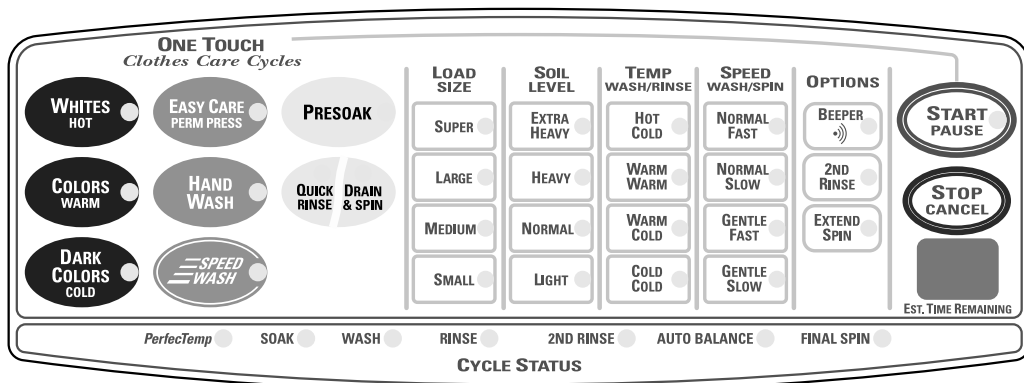 ONE TOUCH
Clothes Care Cycles
WHITES
HOT
EASY CARE
PERM PRESS
PRESOAK
COLORS
WARM
HAND
WASH
QUICK
RINSE
DRAIN
& SPIN
DARK
COLORS
COLD
SPEED
WASH
LOAD
SIZE
SUPER
LARGE
MEDIUM
SMALL
SOIL
LEVEL
EXTRA
HEAVY
HEAVY
NORMAL
LIGHT
TEMP
WASH/RINSE
HOT
COLD
WARM
WARM
WARM
COLD
COLD
COLD
SPEED
WASH/SPIN
NORMAL
FAST
NORMAL
SLOW
GENTLE
FAST
GENTLE
SLOW
OPTIONS
BEEPER
2ND
RINSE
EXTEND
SPIN
START
PAUSE
STOP
CANCEL
EST. TIME REMAINING
PerfecTemp SOAK WASH RINSE 2ND RINSE AUTO BALANCE FINAL SPIN
CYCLE STATUS